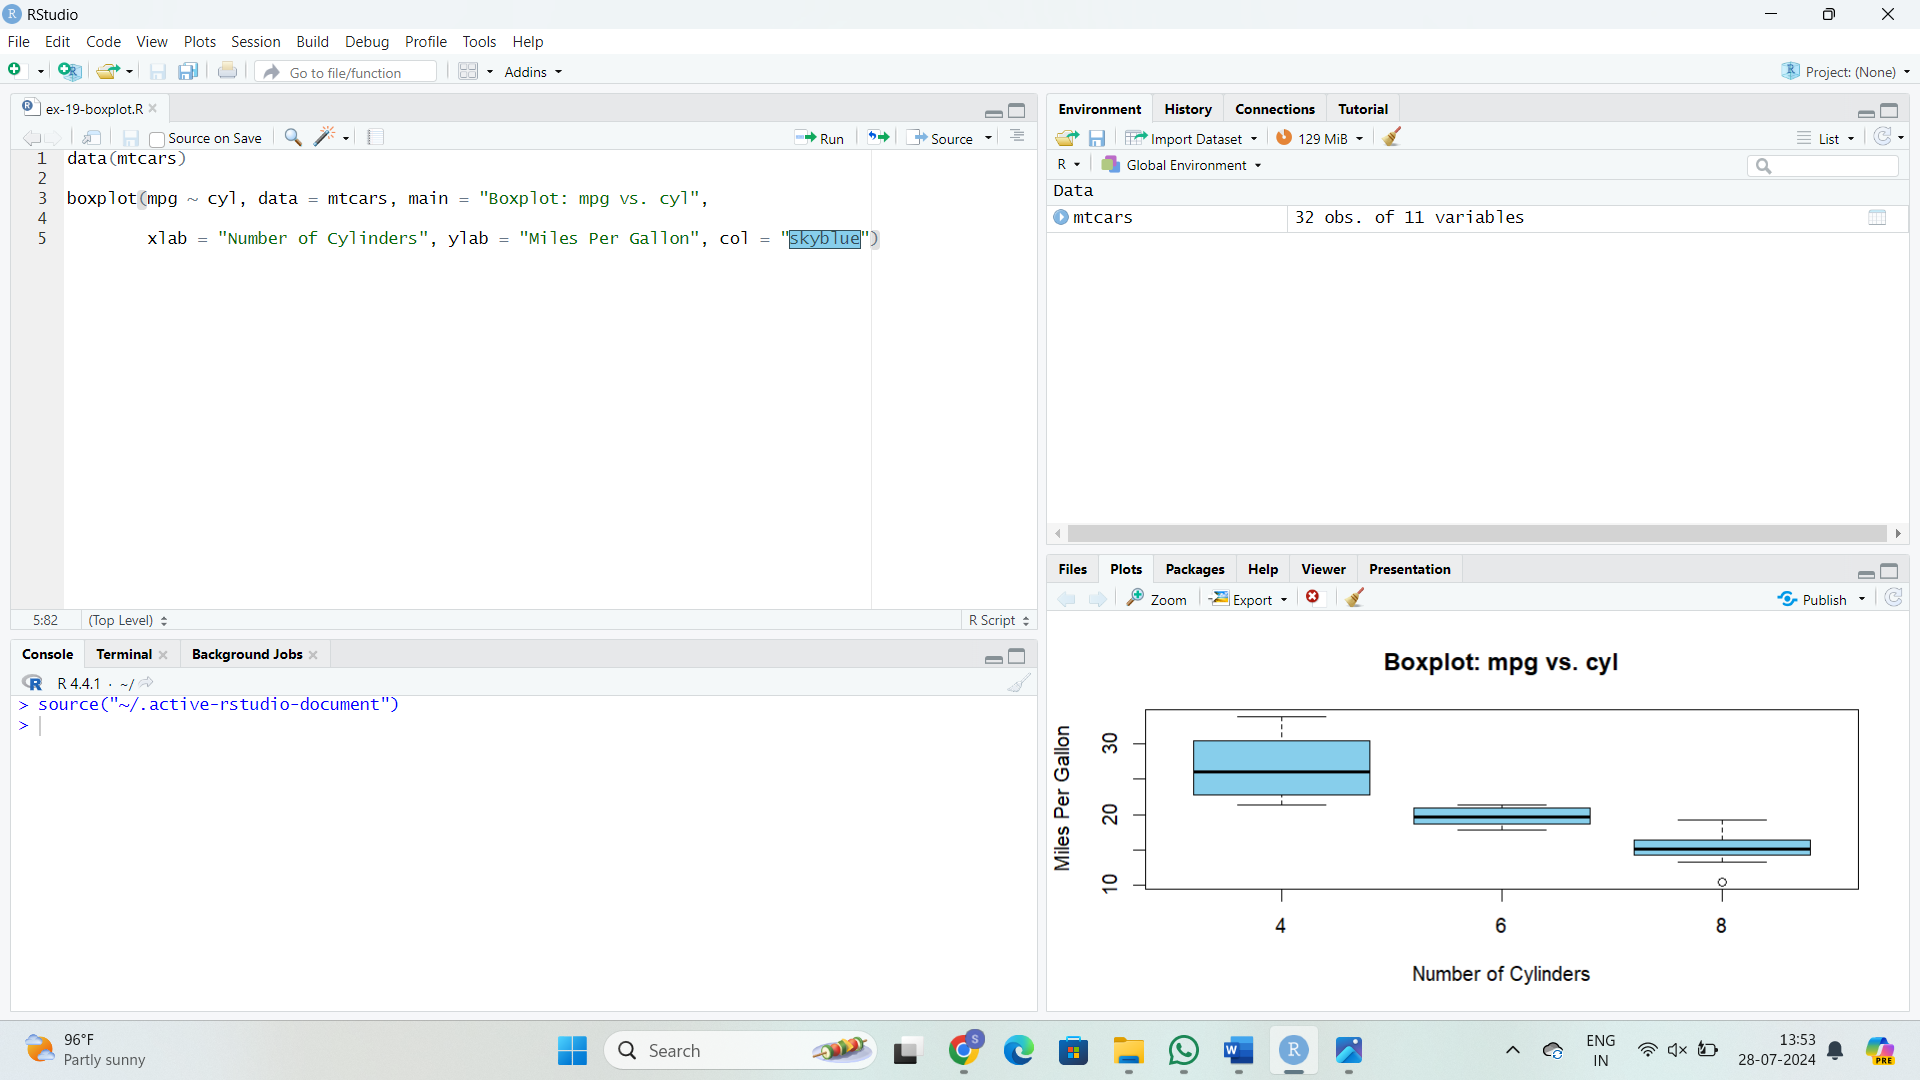 RStudio
File Edit Code View Plots Session Build Debug Profile Tools Help
Go to file/function Addins Project: (None)
ex-19-boxplot.R
Source on Save Run Source
1 data(mtcars)
2
3 boxplot(mpg ~ cyl, data = mtcars, main = "Boxplot: mpg vs. cyl",
4
5 xlab = "Number of Cylinders", ylab = "Miles Per Gallon", col = "skyblue")
5:82 (Top Level) R Script
Console Terminal Background Jobs
R 4.4.1 · ~/
> source("~/.active-rstudio-document")
>
Environment History Connections Tutorial
Import Dataset 129 MiB List
R Global Environment
Data
mtcars 32 obs. of 11 variables
Files Plots Packages Help Viewer Presentation
Zoom Export Publish
Boxplot: mpg vs. cyl
Miles Per Gallon
30
20
10
4 6 8
Number of Cylinders
96°F
Partly sunny
Search
S
W
R
ENG
IN
13:53
28-07-2024
PRE